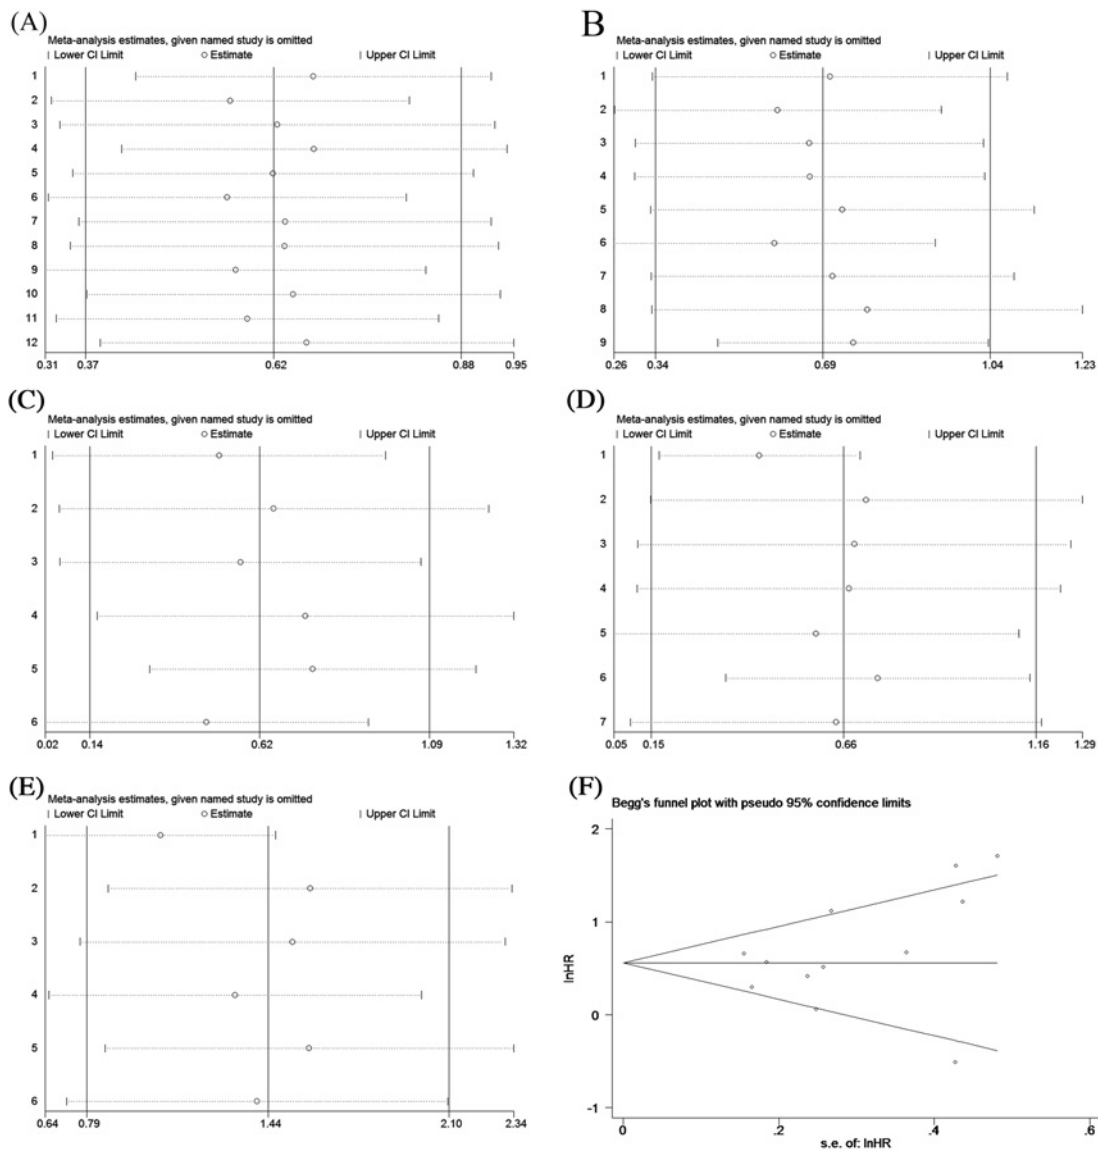 (A)
Meta-analysis estimates, given named study is omitted
| Lower CI Limit ○ Estimate | Upper CI Limit
1
2
3
4
5
6
7
8
9
10
11
12
0.31 0.37 0.62 0.88 0.95
B
Meta-analysis estimates, given named study is omitted
| Lower CI Limit ○ Estimate | Upper CI Limit
1
2
3
4
5
6
7
8
9
0.26 0.34 0.69 1.04 1.23
(C)
Meta-analysis estimates, given named study is omitted
| Lower CI Limit ○ Estimate | Upper CI Limit
1
2
3
4
5
6
0.02 0.14 0.62 1.09 1.32
(D)
Meta-analysis estimates, given named study is omitted
| Lower CI Limit ○ Estimate | Upper CI Limit
1
2
3
4
5
6
7
0.05 0.15 0.66 1.16 1.29
(E)
Meta-analysis estimates, given named study is omitted
| Lower CI Limit ○ Estimate | Upper CI Limit
1
2
3
4
5
6
0.64 0.79 1.44 2.10 2.34
(F)
Begg's funnel plot with pseudo 95% confidence limits
2
1
0
-1
lnHR
0 .2 .4 .6
s.e. of: lnHR